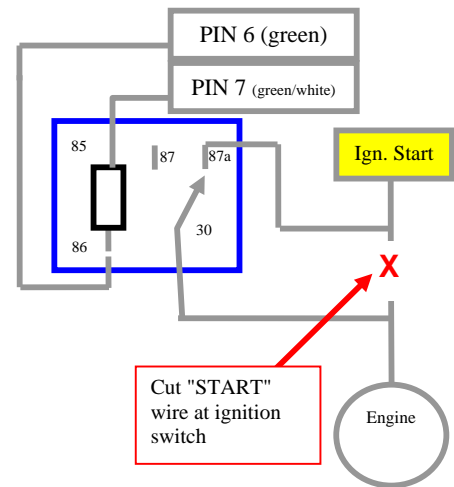 PIN 6 (green)
PIN 7 (green/white)
85
87
87a
Ign. Start
30
86
X
Cut "START"
wire at ignition
switch
Engine